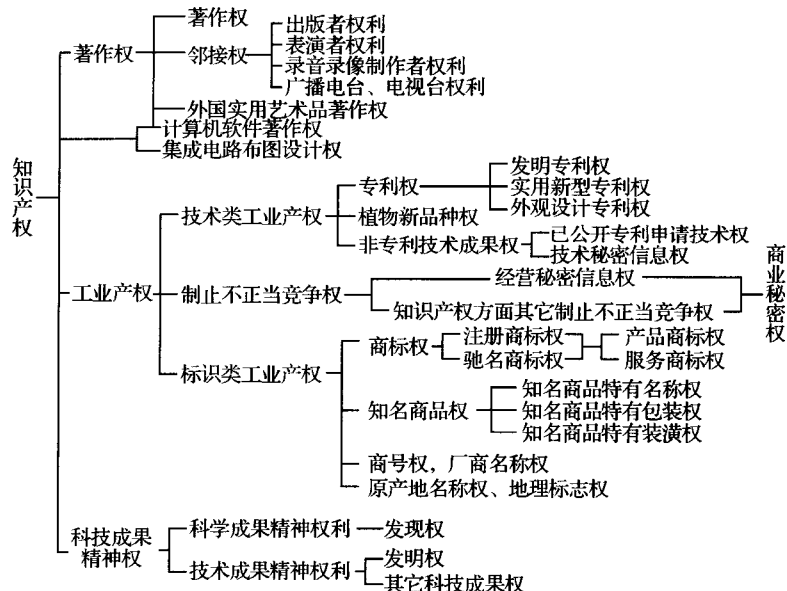 知识产权
著作权
著作权
邻接权
出版者权利
表演者权利
录音录像制作者权利
广播电台、电视台权利
外国实用艺术品著作权
计算机软件著作权
集成电路布图设计权
工业产权
技术类工业产权
专利权
发明专利权
实用新型专利权
外观设计专利权
植物新品种权
非专利技术成果权
已公开专利申请技术权
技术秘密信息权
制止不正当竞争权
经营秘密信息权
知识产权方面其它制止不正当竞争权
商业秘密权
标识类工业产权
商标权
注册商标权
驰名商标权
产品商标权
服务商标权
知名商品权
知名商品特有名称权
知名商品特有包装权
知名商品特有装潢权
商号权，厂商名称权
原产地名称权、地理标志权
科技成果
精神权
科学成果精神权利
发现权
技术成果精神权利
发明权
其它科技成果权